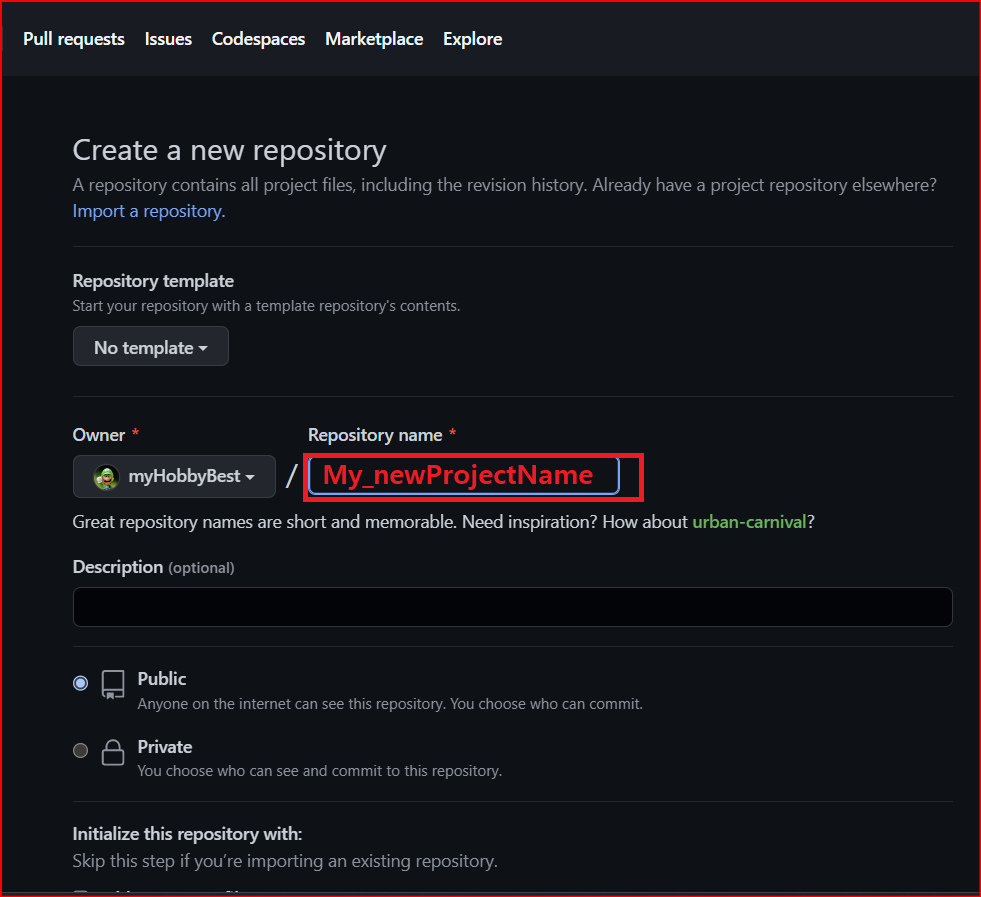 Pull requests Issues Codespaces Marketplace Explore
Create a new repository
A repository contains all project files, including the revision history. Already have a project repository elsewhere?
Import a repository.
Repository template
Start your repository with a template repository's contents.
No template
Owner * Repository name *
myHobbyBest / My_newProjectName
Great repository names are short and memorable. Need inspiration? How about urban-carnival?
Description (optional)
Public
Anyone on the internet can see this repository. You choose who can commit.
Private
You choose who can see and commit to this repository.
Initialize this repository with:
Skip this step if you're importing an existing repository.